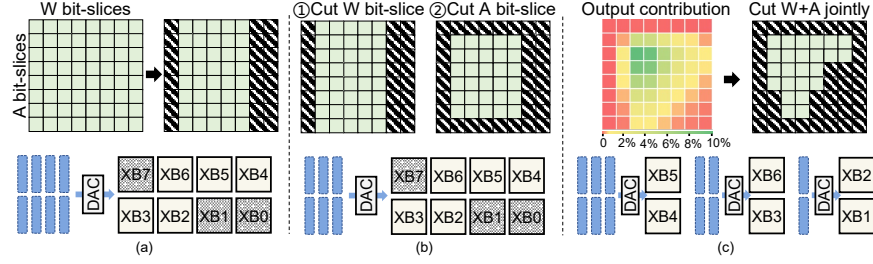 W bit-slices
A bit-slices
①Cut W bit-slice
②Cut A bit-slice
Output contribution
Cut W+A jointly
0 2% 4% 6% 8% 10%
DAC
XB7 XB6 XB5 XB4
XB3 XB2 XB1 XB0
(a)
DAC
XB7 XB6 XB5 XB4
XB3 XB2 XB1 XB0
(b)
DAC
XB5
XB4
DAC
XB6
XB3
DAC
XB2
XB1
(c)